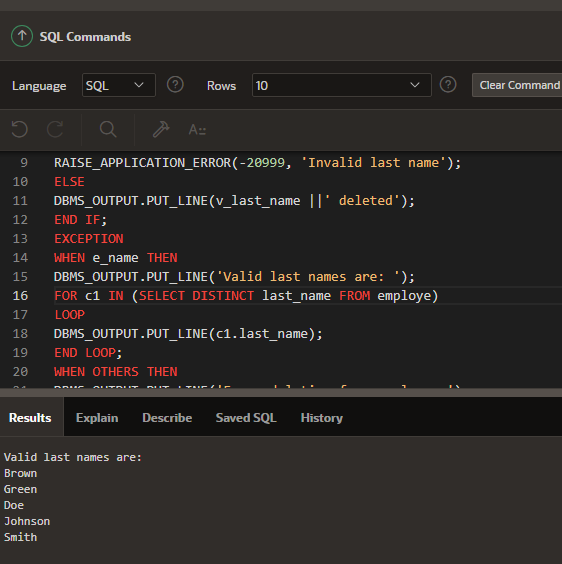 SQL Commands
Language SQL Rows 10 Clear Command
A::
9 RAISE_APPLICATION_ERROR(-20999, 'Invalid last name');
10 ELSE
11 DBMS_OUTPUT.PUT_LINE(v_last_name ||' deleted');
12 END IF;
13 EXCEPTION
14 WHEN e_name THEN
15 DBMS_OUTPUT.PUT_LINE('Valid last names are: ');
16 FOR c1 IN (SELECT DISTINCT last_name FROM employe)
17 LOOP
18 DBMS_OUTPUT.PUT_LINE(c1.last_name);
19 END LOOP;
20 WHEN OTHERS THEN
Results Explain Describe Saved SQL History
Valid last names are:
Brown
Green
Doe
Johnson
Smith